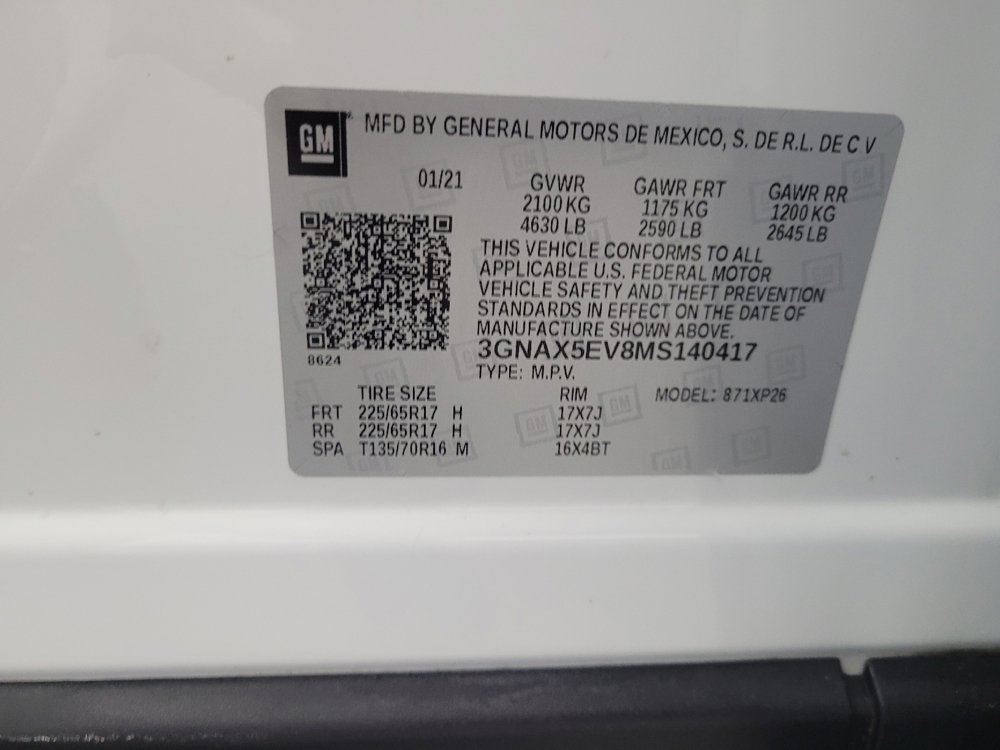 GM
MFD BY GENERAL MOTORS DE MEXICO, S. DE R.L. DE C V
01/21
GVWR GAWR FRT GAWR RR
2100 KG 1175 KG 1200 KG
4630 LB 2590 LB 2645 LB
THIS VEHICLE CONFORMS TO ALL
APPLICABLE U.S. FEDERAL MOTOR
VEHICLE SAFETY AND THEFT PREVENTION
STANDARDS IN EFFECT ON THE DATE OF
MANUFACTURE SHOWN ABOVE.
8624
3GNAX5EV8MS140417
TYPE: M.P.V.
TIRE SIZE RIM MODEL: 871XP26
FRT 225/65R17 H 17X7J
RR 225/65R17 H 17X7J
SPA T135/70R16 M 16X4BT